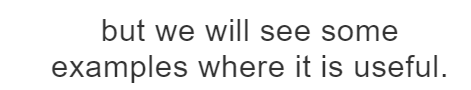 but we will see some
examples where it is useful.